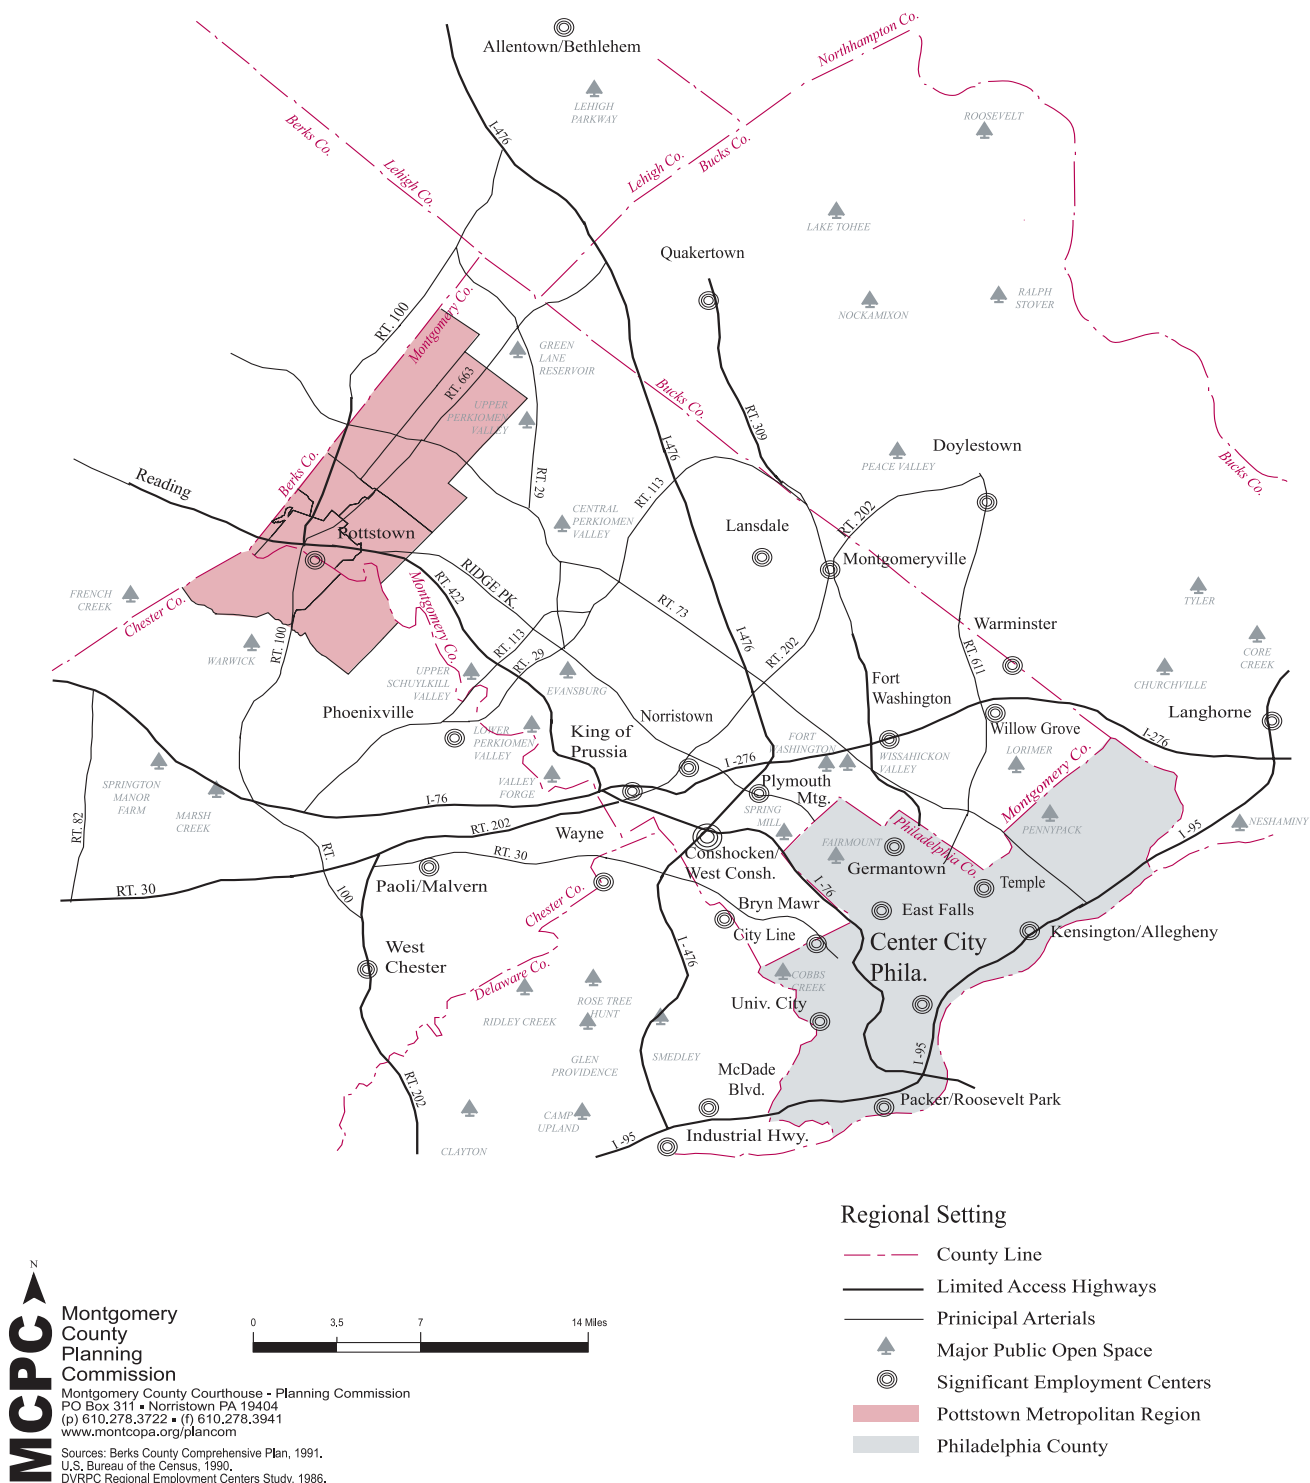 Allentown/Bethlehem
Northhampton Co.
LEHIGH
PARKWAY
ROOSEVELT
I-476
Berks Co.
Lehigh Co.
Lehigh Co.
Bucks Co.
LAKE TOHEE
Quakertown
RALPH
STOVER
NOCKAMIXON
RT. 100
Montgomery Co.
GREEN
LANE
RESERVOIR
RT. 663
UPPER
PERKIOMEN
VALLEY
Bucks Co.
RT. 309
I-476
Doylestown
PEACE VALLEY
Bucks Co.
Reading
Berks Co.
RT. 29
RT. 113
CENTRAL
PERKIOMEN
VALLEY
RT. 202
Lansdale
Pottstown
Montgomeryville
RIDGE PK.
RT. 422
Montgomery Co.
FRENCH
CREEK
Chester Co.
RT. 73
TYLER
Warminster
CORE
CREEK
WARWICK
RT. 100
RT. 113
RT. 29
I-476
RT. 202
RT. 611
UPPER
SCHUYLKILL
VALLEY
EVANSBURG
Fort
Washington
CHURCHVILLE
Phoenixville
Norristown
Langhorne
King of
Prussia
LOWER
PERKIOMEN
VALLEY
FORT
WASHINGTON
Willow Grove
I-276
WISSAHICKON
VALLEY
LORIMER
I -276
SPRINGTON
MANOR
FARM
MARSH
CREEK
VALLEY
FORGE
Plymouth
Mtg.
Montgomery Co.
I-76
SPRING
MILL
RT. 82
RT. 202
Wayne
Philadelphia Co.
PENNYPACK
NESHAMINY
I -95
RT.
100
RT. 30
Conshocken/
West Consh.
FAIRMOUNT
Germantown
RT. 30
Paoli/Malvern
Chester Co.
I-76
Temple
Bryn Mawr
East Falls
City Line
Kensington/Allegheny
West
Chester
Center City
Phila.
I -476
Delaware Co.
COBBS
CREEK
RIDLEY CREEK
ROSE TREE
HUNT
Univ. City
GLEN
PROVIDENCE
SMEDLEY
I -95
McDade
Blvd.
RT. 202
Packer/Roosevelt Park
CAMP
UPLAND
CLAYTON
I -95
Industrial Hwy.
Regional Setting
County Line
Limited Access Highways
Prinicipal Arterials
Major Public Open Space
Significant Employment Centers
Pottstown Metropolitan Region
Philadelphia County
N
MCPC
Montgomery
County
Planning
Commission
0 3.5 7 14 Miles
Montgomery County Courthouse - Planning Commission
PO Box 311 ▪ Norristown PA 19404
(p) 610.278.3722 ▪ (f) 610.278.3941
www.montcopa.org/plancom
Sources: Berks County Comprehensive Plan, 1991.
U.S. Bureau of the Census, 1990.
DVRPC Regional Employment Centers Study, 1986.